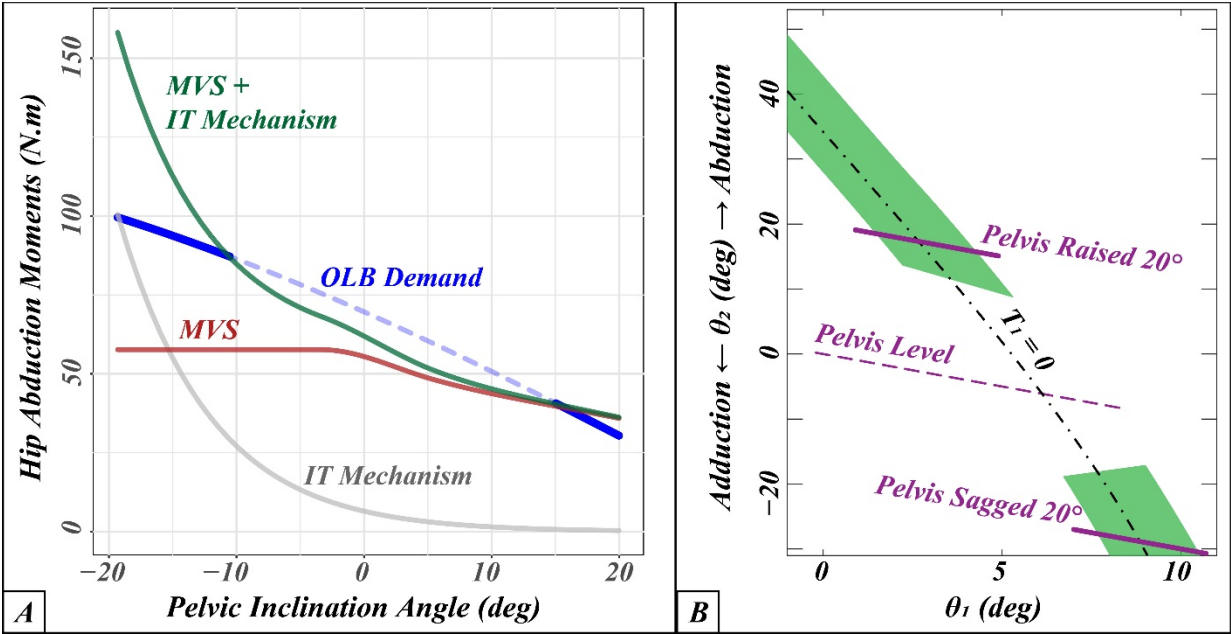 Hip Abduction Moments (N.m)
150
100
50
0
MVS +
IT Mechanism
OLB Demand
MVS
IT Mechanism
−20
−10
0
10
20
Pelvic Inclination Angle (deg)
A
Adduction ← θ2 (deg) → Abduction
40
20
0
−20
Pelvis Raised 20°
T1 = 0
Pelvis Level
Pelvis Sagged 20°
0
5
10
θ1 (deg)
B